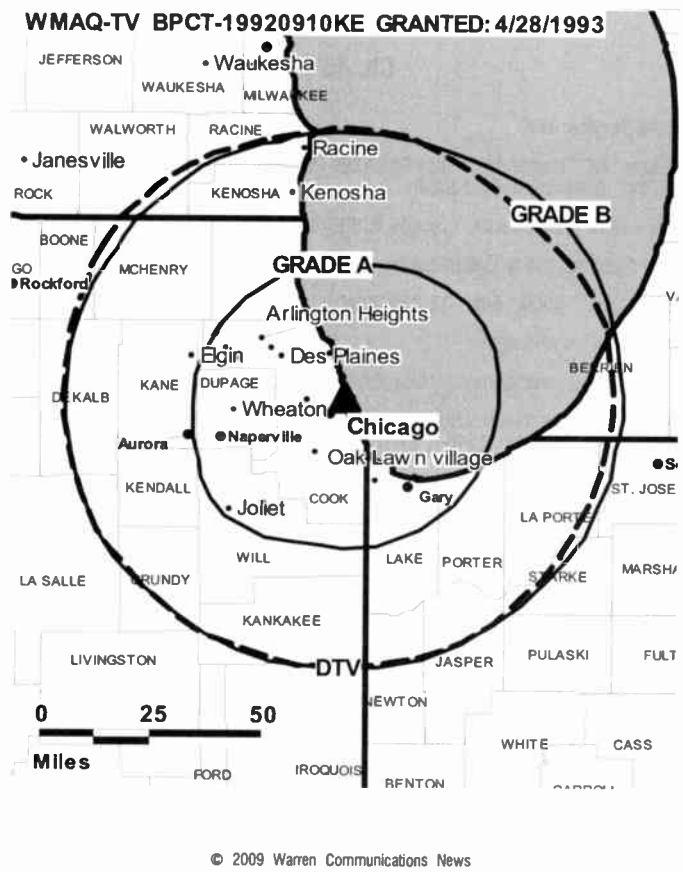 WMAQ-TV BPCT-19920910KE GRANTED: 4/28/1993
JEFFERSON
Waukesha
WAUKESHA
MILWAUKEE
WALWORTH
RACINE
Racine
Janesville
ROCK
KENOSHA
Kenosha
GRADE B
BOONE
GRADE A
GO
MCHENRY
Rockford
Arlington Heights
Elgin
Des Plaines
BERRIEN
KANE
DUPAGE
DEKALB
Wheaton
Chicago
Aurora
Naperville
Oak Lawn village
KENDALL
COOK
Gary
ST. JOSE
Joliet
LA PORTE
WILL
LAKE
PORTER
LA SALLE
GRUNDY
STARKE
MARSHA
KANKAKEE
LIVINGSTON
DTV
JASPER
PULASKI
FULT
NEWTON
0 25 50
Miles
WHITE
CASS
FORD
IROQUOIS
BENTON
© 2009 Warren Communications News